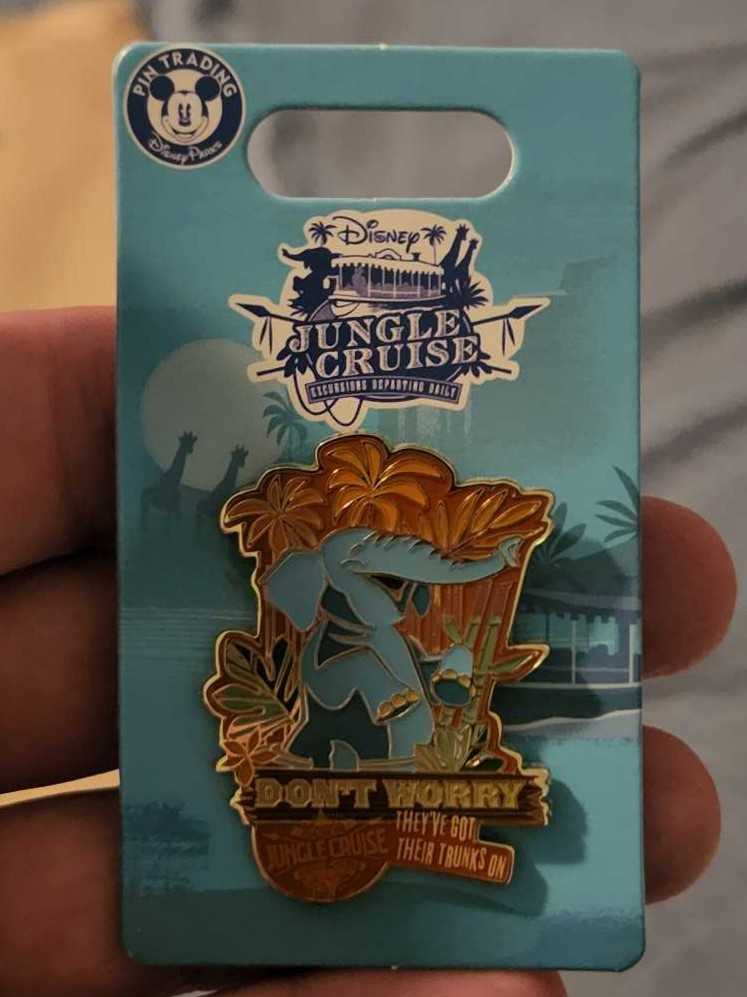 PIN TRADING
Disney Parks
Disney
JUNGLE
CRUISE
EXCURSIONS DEPARTING DAILY
DON'T WORRY
JUNGLE CRUISE
THEY'VE GOT
THEIR TRUNKS ON